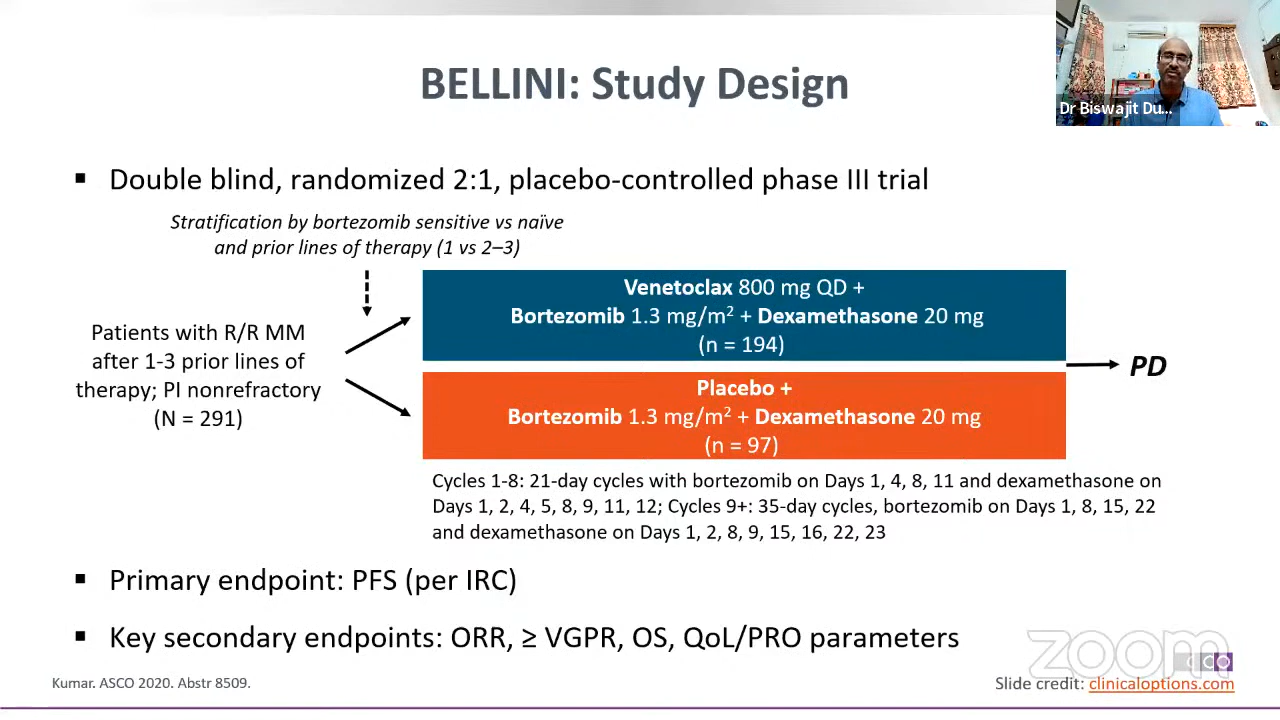 BELLINI: Study Design
Dr Biswajit Du...
▪ Double blind, randomized 2:1, placebo-controlled phase III trial
Stratification by bortezomib sensitive vs naïve
and prior lines of therapy (1 vs 2–3)
Patients with R/R MM
after 1-3 prior lines of
therapy; PI nonrefractory
(N = 291)
Venetoclax 800 mg QD +
Bortezomib 1.3 mg/m² + Dexamethasone 20 mg
(n = 194)
Placebo +
Bortezomib 1.3 mg/m² + Dexamethasone 20 mg
(n = 97)
PD
Cycles 1-8: 21-day cycles with bortezomib on Days 1, 4, 8, 11 and dexamethasone on
Days 1, 2, 4, 5, 8, 9, 11, 12; Cycles 9+: 35-day cycles, bortezomib on Days 1, 8, 15, 22
and dexamethasone on Days 1, 2, 8, 9, 15, 16, 22, 23
▪ Primary endpoint: PFS (per IRC)
▪ Key secondary endpoints: ORR, ≥ VGPR, OS, QoL/PRO parameters
zoom
cco
Kumar. ASCO 2020. Abstr 8509.
Slide credit: clinicaloptions.com